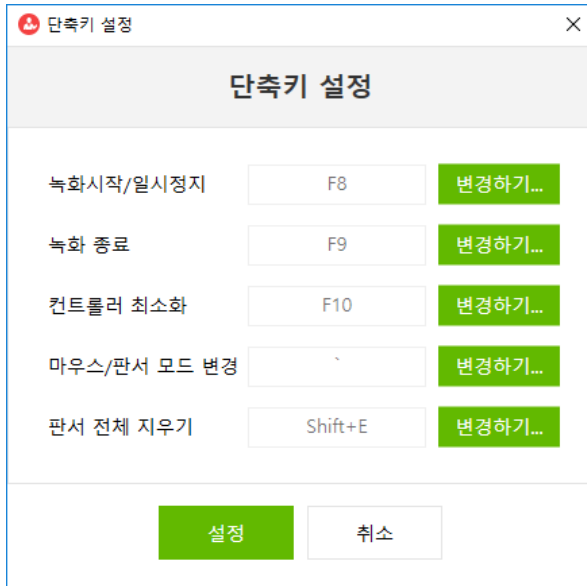 단축키 설정
단축키 설정
녹화시작/일시정지 F8 변경하기...
녹화 종료 F9 변경하기...
컨트롤러 최소화 F10 변경하기...
마우스/판서 모드 변경 ` 변경하기...
판서 전체 지우기 Shift+E 변경하기...
설정 취소